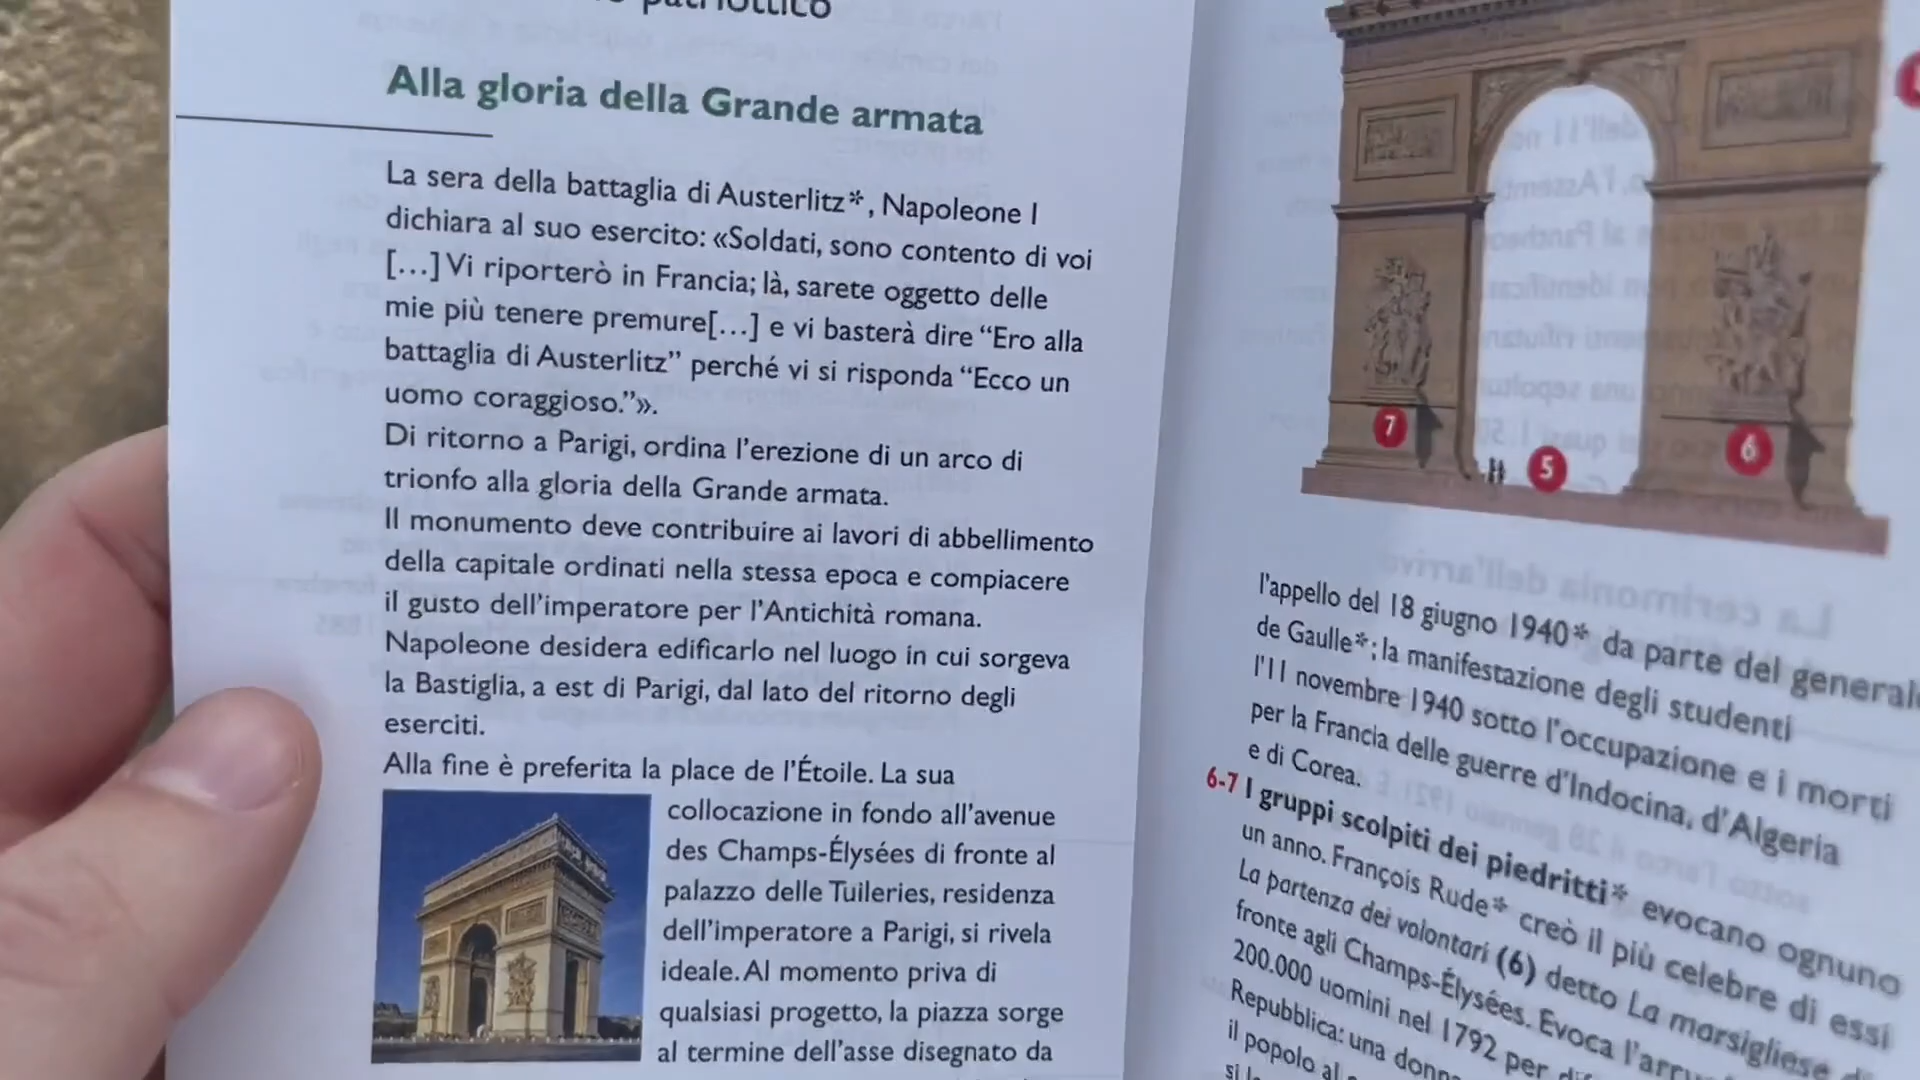 patriottico
Alla gloria della Grande armata
La sera della battaglia di Austerlitz*, Napoleone I
dichiara al suo esercito: «Soldati, sono contento di voi
[...] Vi riporterò in Francia; là, sarete oggetto delle
mie più tenere premure[...] e vi basterà dire “Ero alla
battaglia di Austerlitz” perché vi si risponda “Ecco un
uomo coraggioso.”».
Di ritorno a Parigi, ordina l’erezione di un arco di
trionfo alla gloria della Grande armata.
Il monumento deve contribuire ai lavori di abbellimento
della capitale ordinati nella stessa epoca e compiacere
il gusto dell’imperatore per l’Antichità romana.
Napoleone desidera edificarlo nel luogo in cui sorgeva
la Bastiglia, a est di Parigi, dal lato del ritorno degli
eserciti.
Alla fine è preferita la place de l’Étoile. La sua
collocazione in fondo all’avenue
des Champs-Élysées di fronte al
palazzo delle Tuileries, residenza
dell’imperatore a Parigi, si rivela
ideale. Al momento priva di
qualsiasi progetto, la piazza sorge
al termine dell’asse disegnato da
7
5
6
l’appello del 18 giugno 1940* da parte del generale
de Gaulle*; la manifestazione degli studenti
l’11 novembre 1940 sotto l’occupazione e i morti
per la Francia delle guerre d’Indocina, d’Algeria
e di Corea.
6-7 I gruppi scolpiti dei piedritti* evocano ognuno
un anno. François Rude* creò il più celebre di essi
La partenza dei volontari (6) detto La marsigliese
fronte agli Champs-Élysées. Evoca
200.000 uomini nel 1792 per
Repubblica: una
il popolo al
si